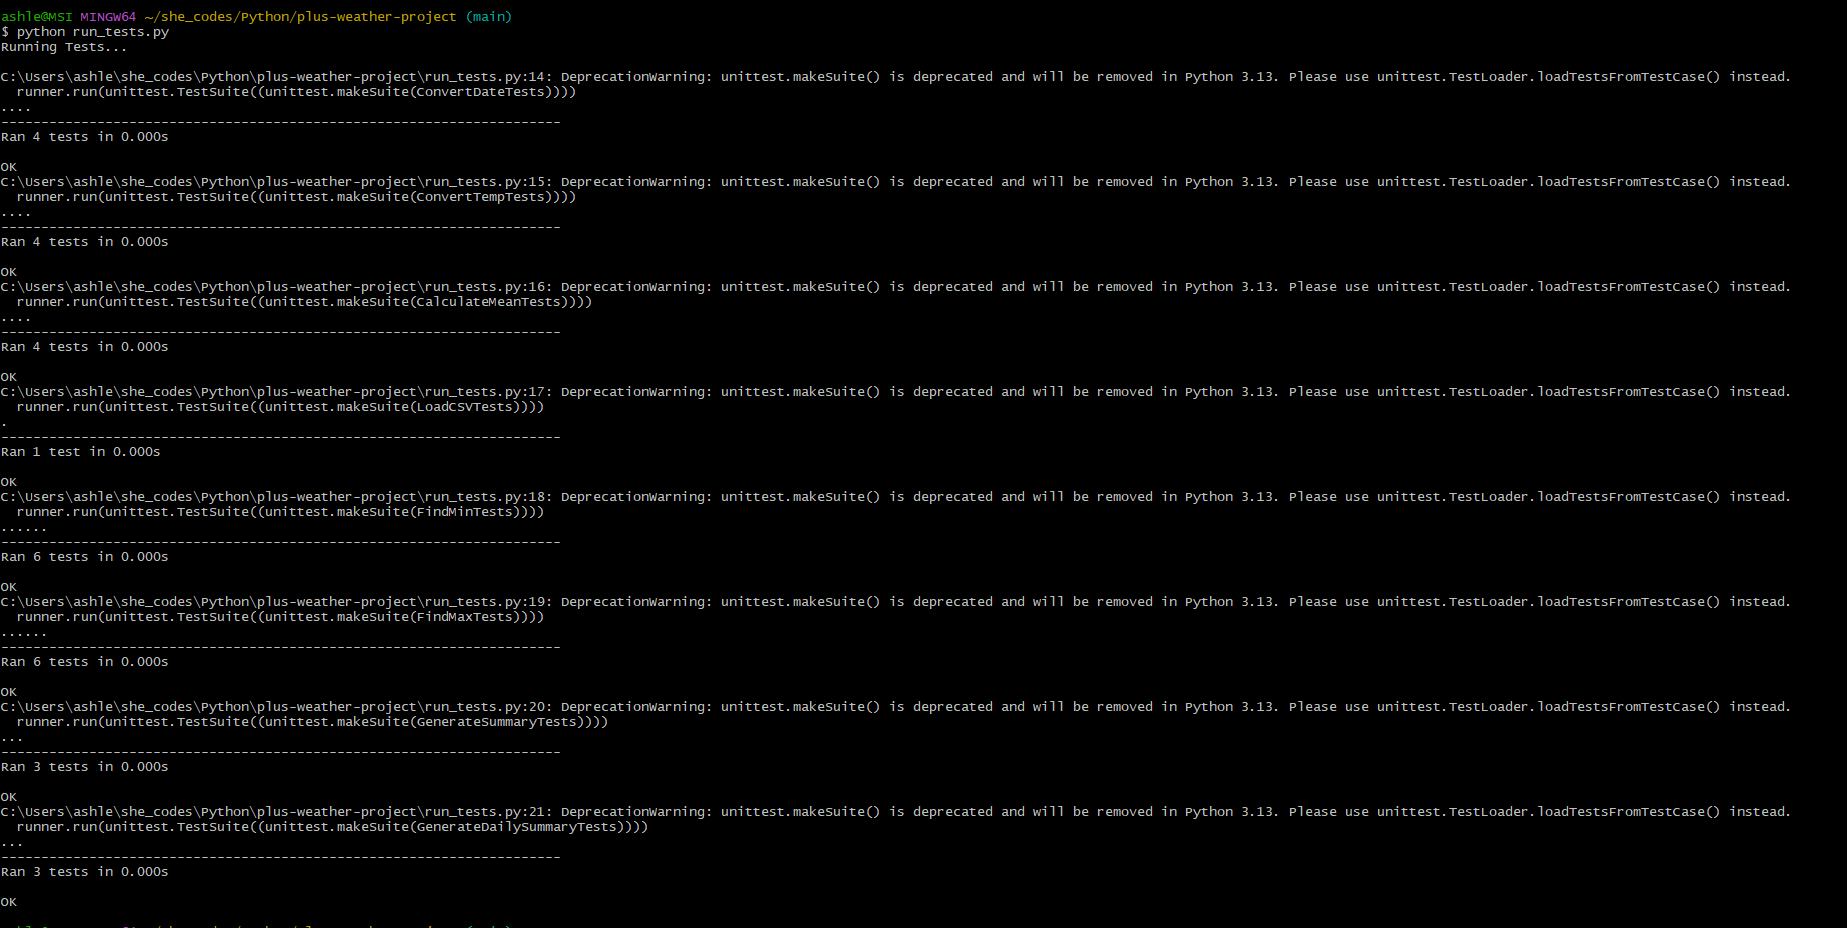 ashle@MSI MINGW64 ~/she_codes/Python/plus-weather-project (main)
$ python run_tests.py
Running Tests...
C:\Users\ashle\she_codes\Python\plus-weather-project\run_tests.py:14: DeprecationWarning: unittest.makeSuite() is deprecated and will be removed in Python 3.13. Please use unittest.TestLoader.loadTestsFromTestCase() instead.
  runner.run(unittest.TestSuite((unittest.makeSuite(ConvertDateTests))))
....
----------------------------------------------------------------------
Ran 4 tests in 0.000s
OK
C:\Users\ashle\she_codes\Python\plus-weather-project\run_tests.py:15: DeprecationWarning: unittest.makeSuite() is deprecated and will be removed in Python 3.13. Please use unittest.TestLoader.loadTestsFromTestCase() instead.
  runner.run(unittest.TestSuite((unittest.makeSuite(ConvertTempTests))))
....
----------------------------------------------------------------------
Ran 4 tests in 0.000s
OK
C:\Users\ashle\she_codes\Python\plus-weather-project\run_tests.py:16: DeprecationWarning: unittest.makeSuite() is deprecated and will be removed in Python 3.13. Please use unittest.TestLoader.loadTestsFromTestCase() instead.
  runner.run(unittest.TestSuite((unittest.makeSuite(CalculateMeanTests))))
....
----------------------------------------------------------------------
Ran 4 tests in 0.000s
OK
C:\Users\ashle\she_codes\Python\plus-weather-project\run_tests.py:17: DeprecationWarning: unittest.makeSuite() is deprecated and will be removed in Python 3.13. Please use unittest.TestLoader.loadTestsFromTestCase() instead.
  runner.run(unittest.TestSuite((unittest.makeSuite(LoadCSVTests))))
.
----------------------------------------------------------------------
Ran 1 test in 0.000s
OK
C:\Users\ashle\she_codes\Python\plus-weather-project\run_tests.py:18: DeprecationWarning: unittest.makeSuite() is deprecated and will be removed in Python 3.13. Please use unittest.TestLoader.loadTestsFromTestCase() instead.
  runner.run(unittest.TestSuite((unittest.makeSuite(FindMinTests))))
......
----------------------------------------------------------------------
Ran 6 tests in 0.000s
OK
C:\Users\ashle\she_codes\Python\plus-weather-project\run_tests.py:19: DeprecationWarning: unittest.makeSuite() is deprecated and will be removed in Python 3.13. Please use unittest.TestLoader.loadTestsFromTestCase() instead.
  runner.run(unittest.TestSuite((unittest.makeSuite(FindMaxTests))))
......
----------------------------------------------------------------------
Ran 6 tests in 0.000s
OK
C:\Users\ashle\she_codes\Python\plus-weather-project\run_tests.py:20: DeprecationWarning: unittest.makeSuite() is deprecated and will be removed in Python 3.13. Please use unittest.TestLoader.loadTestsFromTestCase() instead.
  runner.run(unittest.TestSuite((unittest.makeSuite(GenerateSummaryTests))))
...
----------------------------------------------------------------------
Ran 3 tests in 0.000s
OK
C:\Users\ashle\she_codes\Python\plus-weather-project\run_tests.py:21: DeprecationWarning: unittest.makeSuite() is deprecated and will be removed in Python 3.13. Please use unittest.TestLoader.loadTestsFromTestCase() instead.
  runner.run(unittest.TestSuite((unittest.makeSuite(GenerateDailySummaryTests))))
...
----------------------------------------------------------------------
Ran 3 tests in 0.000s
OK